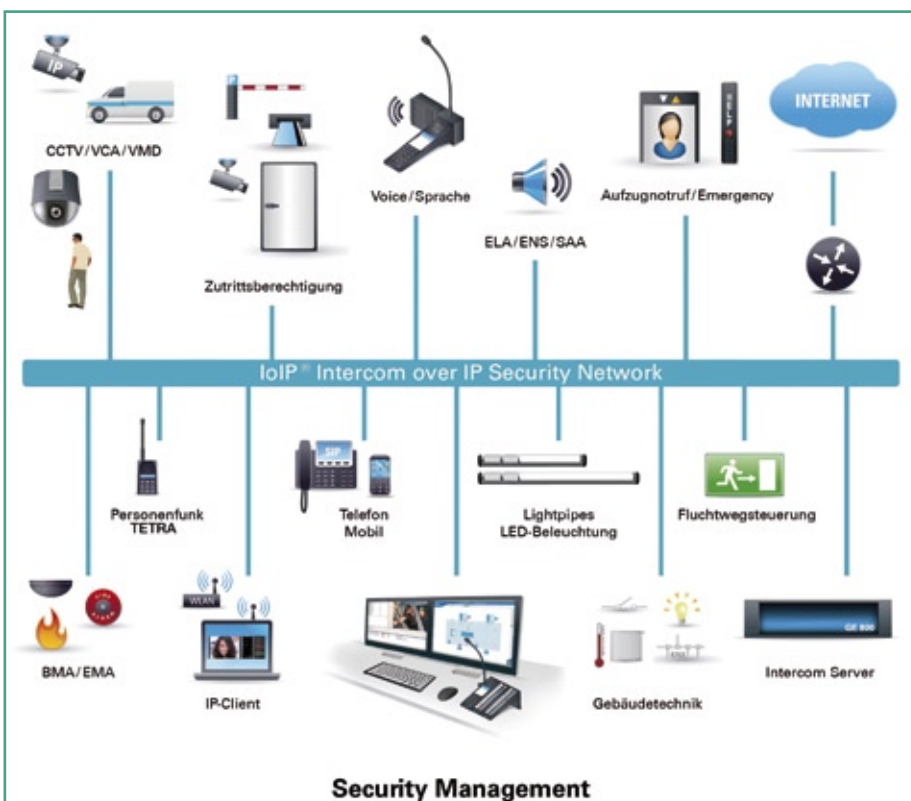 IP
CCTV/VCA/VMD
Zutrittsberechtigung
Voice/Sprache
ELA/ENS/SAA
HELP
Aufzugnotruf/Emergency
INTERNET
IoIP® Intercom over IP Security Network
Personenfunk
TETRA
SIP
Telefon
Mobil
Lightpipes
LED-Beleuchtung
Fluchtwegsteuerung
BMA/EMA
WLAN
IP-Client
Gebäudetechnik
GE 800
Intercom Server
Security Management